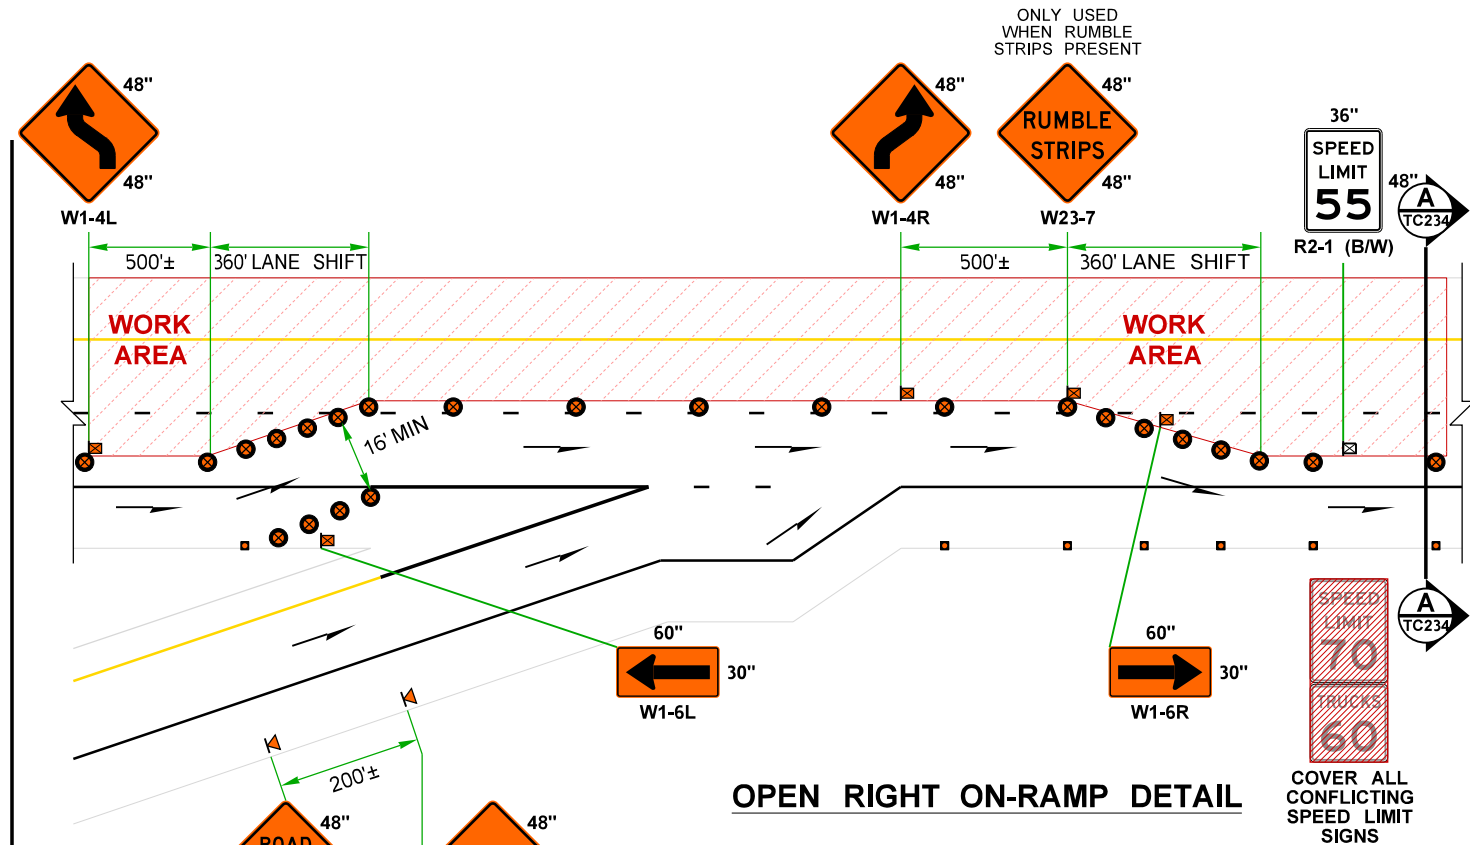 ONLY USED
WHEN RUMBLE
STRIPS PRESENT
48"
48"
W1-4L
48"
48"
W1-4R
48"
RUMBLE
STRIPS
48"
W23-7
36"
SPEED
LIMIT
55
48"
R2-1 (B/W)
A
TC234
500'±
360' LANE SHIFT
500'±
360' LANE SHIFT
WORK
AREA
WORK
AREA
16' MIN
60"
30"
W1-6L
60"
30"
W1-6R
A
TC234
SPEED
LIMIT
70
TRUCKS
60
COVER ALL
CONFLICTING
SPEED LIMIT
SIGNS
200'±
OPEN RIGHT ON-RAMP DETAIL
48"
ROAD
48"